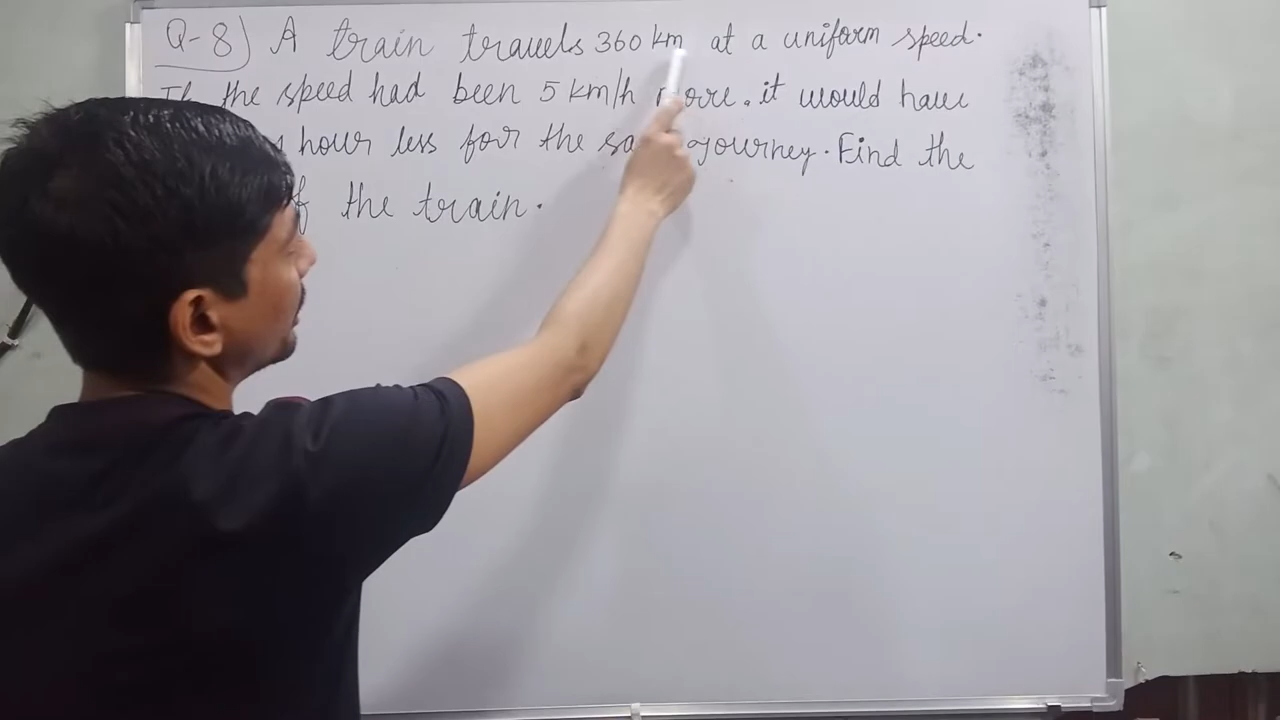 Q-8) A train travels 360 km at a uniform speed.
If the speed had been 5 km/h more, it would have
hour less for the journey. Find the
the train.